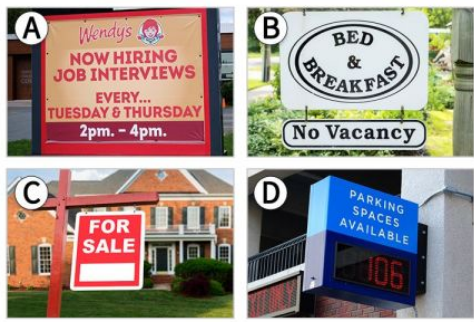 A
Wendy's
NOW HIRING
JOB INTERVIEWS
EVERY...
TUESDAY & THURSDAY
2pm. – 4pm.
B
BED
&
BREAKFAST
No Vacancy
C
FOR
SALE
D
PARKING
SPACES
AVAILABLE
106